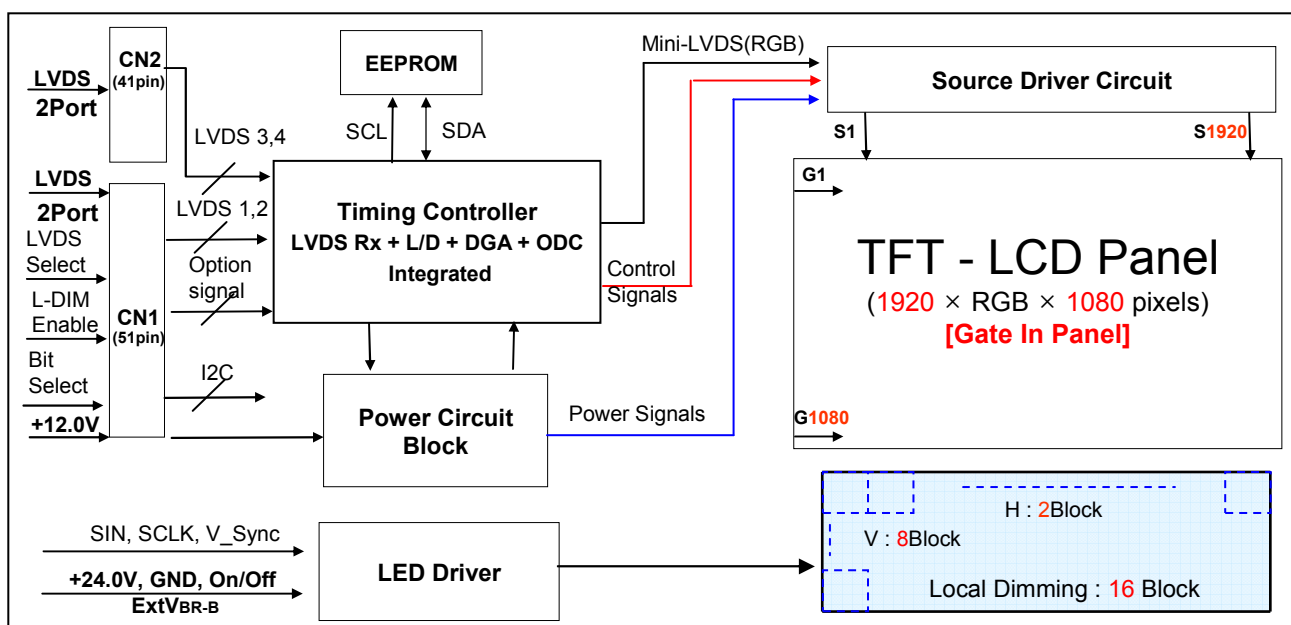 CN2
(41pin)
LVDS
2Port
EEPROM
SCL
SDA
LVDS 3,4
Mini-LVDS(RGB)
Source Driver Circuit
S1
S1920
LVDS
2Port
LVDS
Select
L-DIM
Enable
Bit
Select
+12.0V
CN1
(51pin)
LVDS 1,2
Option
signal
I2C
Timing Controller
LVDS Rx + L/D + DGA + ODC
Integrated
Control
Signals
Power Circuit
Block
Power Signals
G1
TFT - LCD Panel
(1920 × RGB × 1080 pixels)
[Gate In Panel]
G1080
SIN, SCLK, V_Sync
+24.0V, GND, On/Off
ExtVBR-B
LED Driver
H : 2Block
V : 8Block
Local Dimming : 16 Block